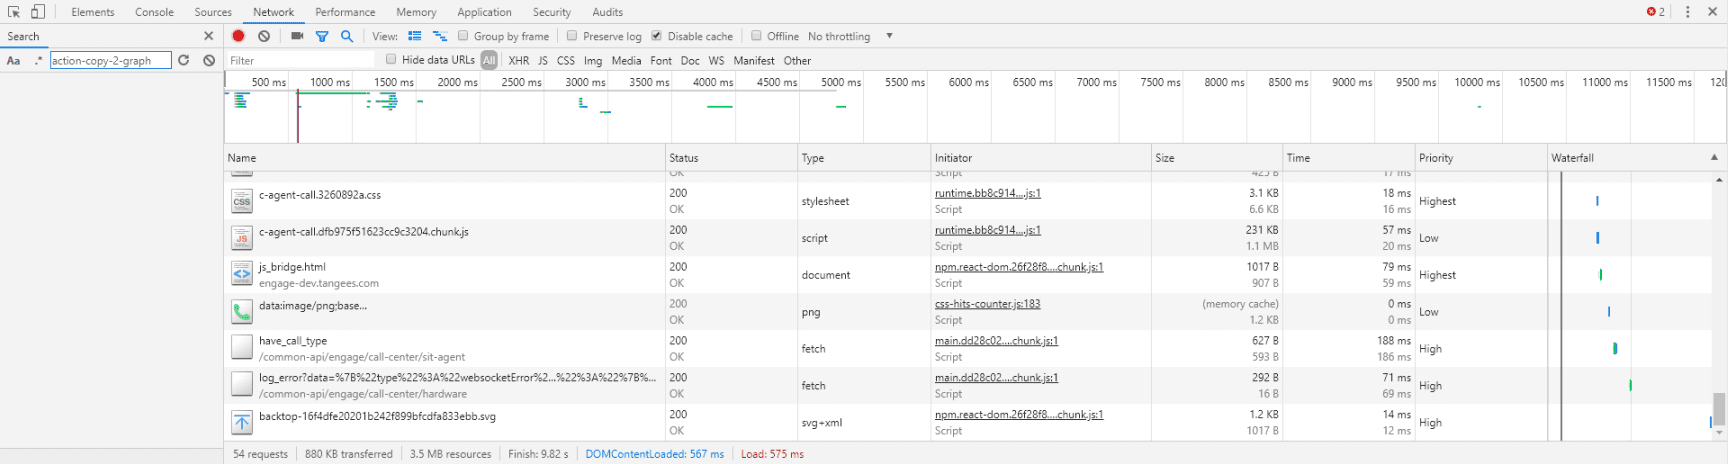 Elements Console Sources Network Performance Memory Application Security Audits 2
Search
View: Group by frame Preserve log Disable cache Offline No throttling
Aa .* action-copy-2-graph
Filter Hide data URLs All XHR JS CSS Img Media Font Doc WS Manifest Other
500 ms 1000 ms 1500 ms 2000 ms 2500 ms 3000 ms 3500 ms 4000 ms 4500 ms 5000 ms 5500 ms 6000 ms 6500 ms 7000 ms 7500 ms 8000 ms 8500 ms 9000 ms 9500 ms 10000 ms 10500 ms 11000 ms 11500 ms
Name Status Type Initiator Size Time Priority Waterfall
OK Script 425 B 17 ms
c-agent-call.3260892a.css 200 stylesheet runtime.bb8c914....js:1 3.1 KB 18 ms Highest
CSS OK Script 6.6 KB 16 ms
c-agent-call.dfb975f51623cc9c3204.chunk.js 200 script runtime.bb8c914....js:1 231 KB 57 ms Low
JS OK Script 1.1 MB 20 ms
js_bridge.html 200 document npm.react-dom.26f28f8....chunk.js:1 1017 B 79 ms Highest
engage-dev.tangees.com OK Script 907 B 59 ms
data:image/png;base... 200 png css-hits-counter.js:183 (memory cache) 0 ms Low
OK Script 1.2 KB 0 ms
have_call_type 200 fetch main.dd28c02....chunk.js:1 627 B 188 ms High
/common-api/engage/call-center/sit-agent OK Script 593 B 186 ms
log_error?data=%7B%22type%22%3A%22websocketError%2...%22%3A%22%7B%... 200 fetch main.dd28c02....chunk.js:1 292 B 71 ms High
/common-api/engage/call-center/hardware OK Script 16 B 69 ms
backtop-16f4dfe20201b242f899bfcdfa833ebb.svg 200 svg+xml npm.react-dom.26f28f8....chunk.js:1 1.2 KB 14 ms High
OK Script 1017 B 12 ms
54 requests 880 KB transferred 3.5 MB resources Finish: 9.82 s DOMContentLoaded: 567 ms Load: 575 ms